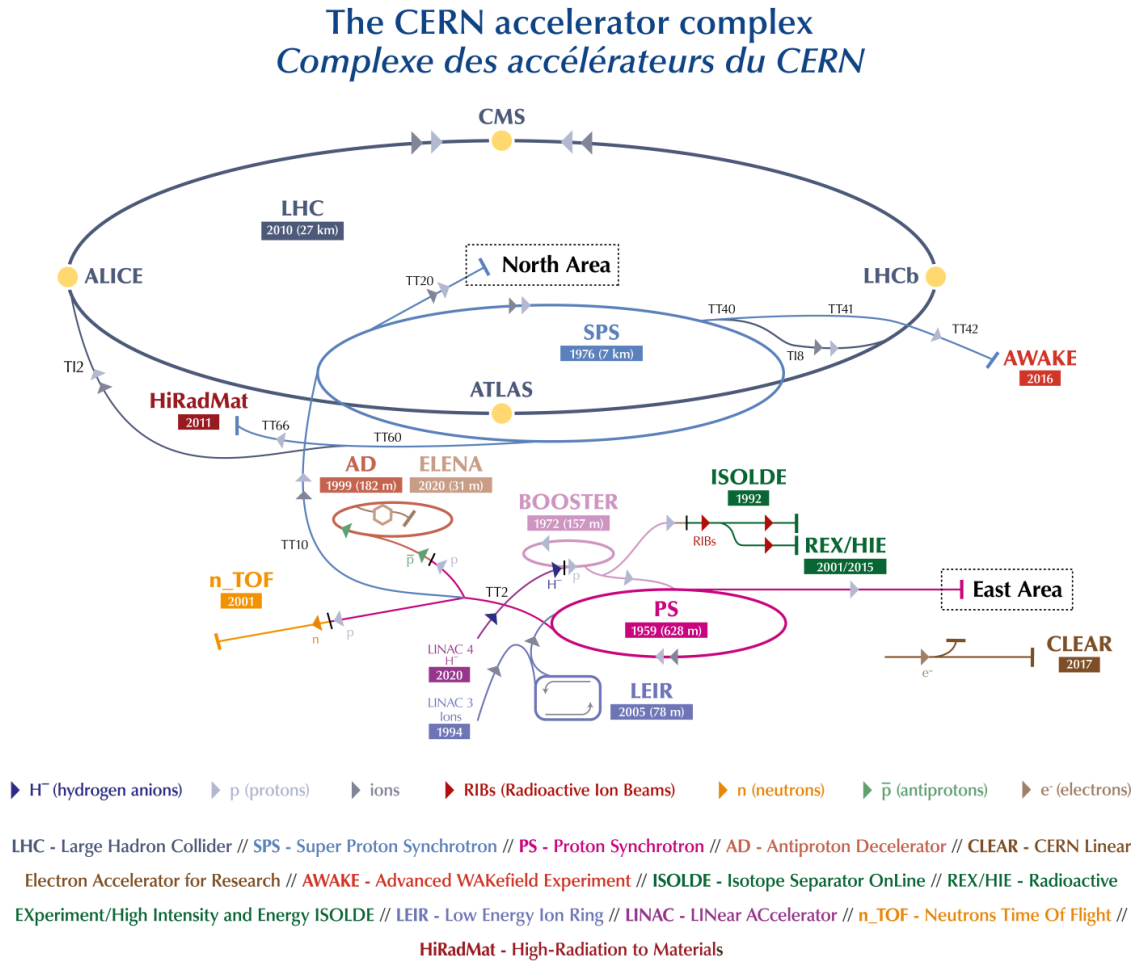 The CERN accelerator complex
Complexe des accélérateurs du CERN
CMS
LHC
2010 (27 km)
North Area
ALICE
LHCb
TT20
TT40
TT41
TT42
SPS
1976 (7 km)
TI8
TI2
AWAKE
2016
ATLAS
HiRadMat
2011
TT66
TT60
AD
1999 (182 m)
ELENA
2020 (31 m)
ISOLDE
1992
BOOSTER
1972 (157 m)
RIBs
REX/HIE
2001/2015
TT10
p̅
p
H⁻
p
n_TOF
2001
TT2
East Area
PS
1959 (628 m)
n
p
LINAC 4
H⁻
2020
CLEAR
2017
e-
LINAC 3
Ions
1994
LEIR
2005 (78 m)
H⁻ (hydrogen anions)
p (protons)
ions
RIBs (Radioactive Ion Beams)
n (neutrons)
p̅ (antiprotons)
e- (electrons)
LHC - Large Hadron Collider // SPS - Super Proton Synchrotron // PS - Proton Synchrotron // AD - Antiproton Decelerator // CLEAR - CERN Linear
Electron Accelerator for Research // AWAKE - Advanced WAKefield Experiment // ISOLDE - Isotope Separator OnLine // REX/HIE - Radioactive
EXperiment/High Intensity and Energy ISOLDE // LEIR - Low Energy Ion Ring // LINAC - LINear ACcelerator // n_TOF - Neutrons Time Of Flight //
HiRadMat - High-Radiation to Materials